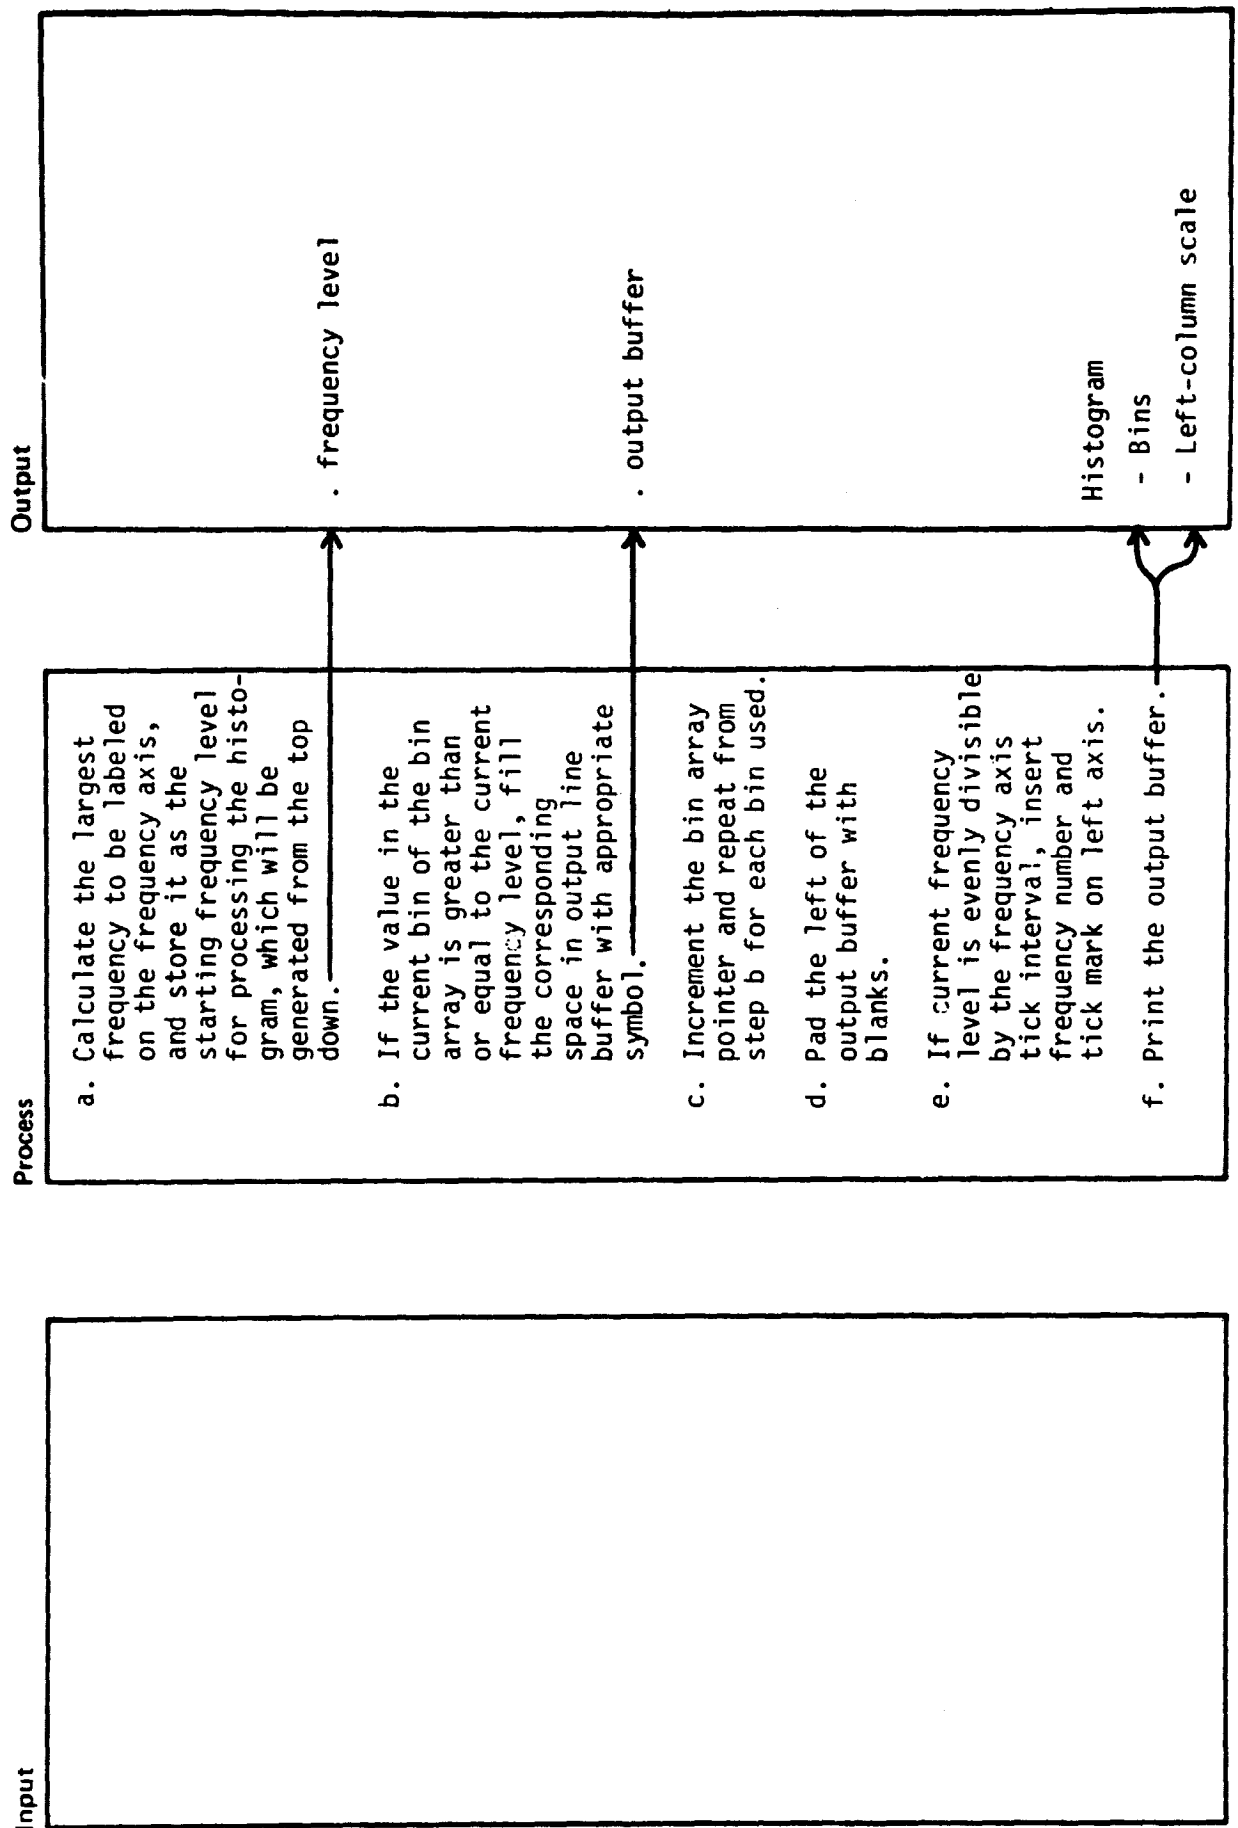 Input
Process
a. Calculate the largest
frequency to be labeled
on the frequency axis,
and store it as the
starting frequency level
for processing the histo-
gram, which will be
generated from the top
down.
b. If the value in the
current bin of the bin
array is greater than
or equal to the current
frequency level, fill
the corresponding
space in output line
buffer with appropriate
symbol.
c. Increment the bin array
pointer and repeat from
step b for each bin used.
d. Pad the left of the
output buffer with
blanks.
e. If current frequency
level is evenly divisible
by the frequency axis
tick interval, insert
frequency number and
tick mark on left axis.
f. Print the output buffer.
Output
. frequency level
. output buffer
Histogram
- Bins
- Left-column scale